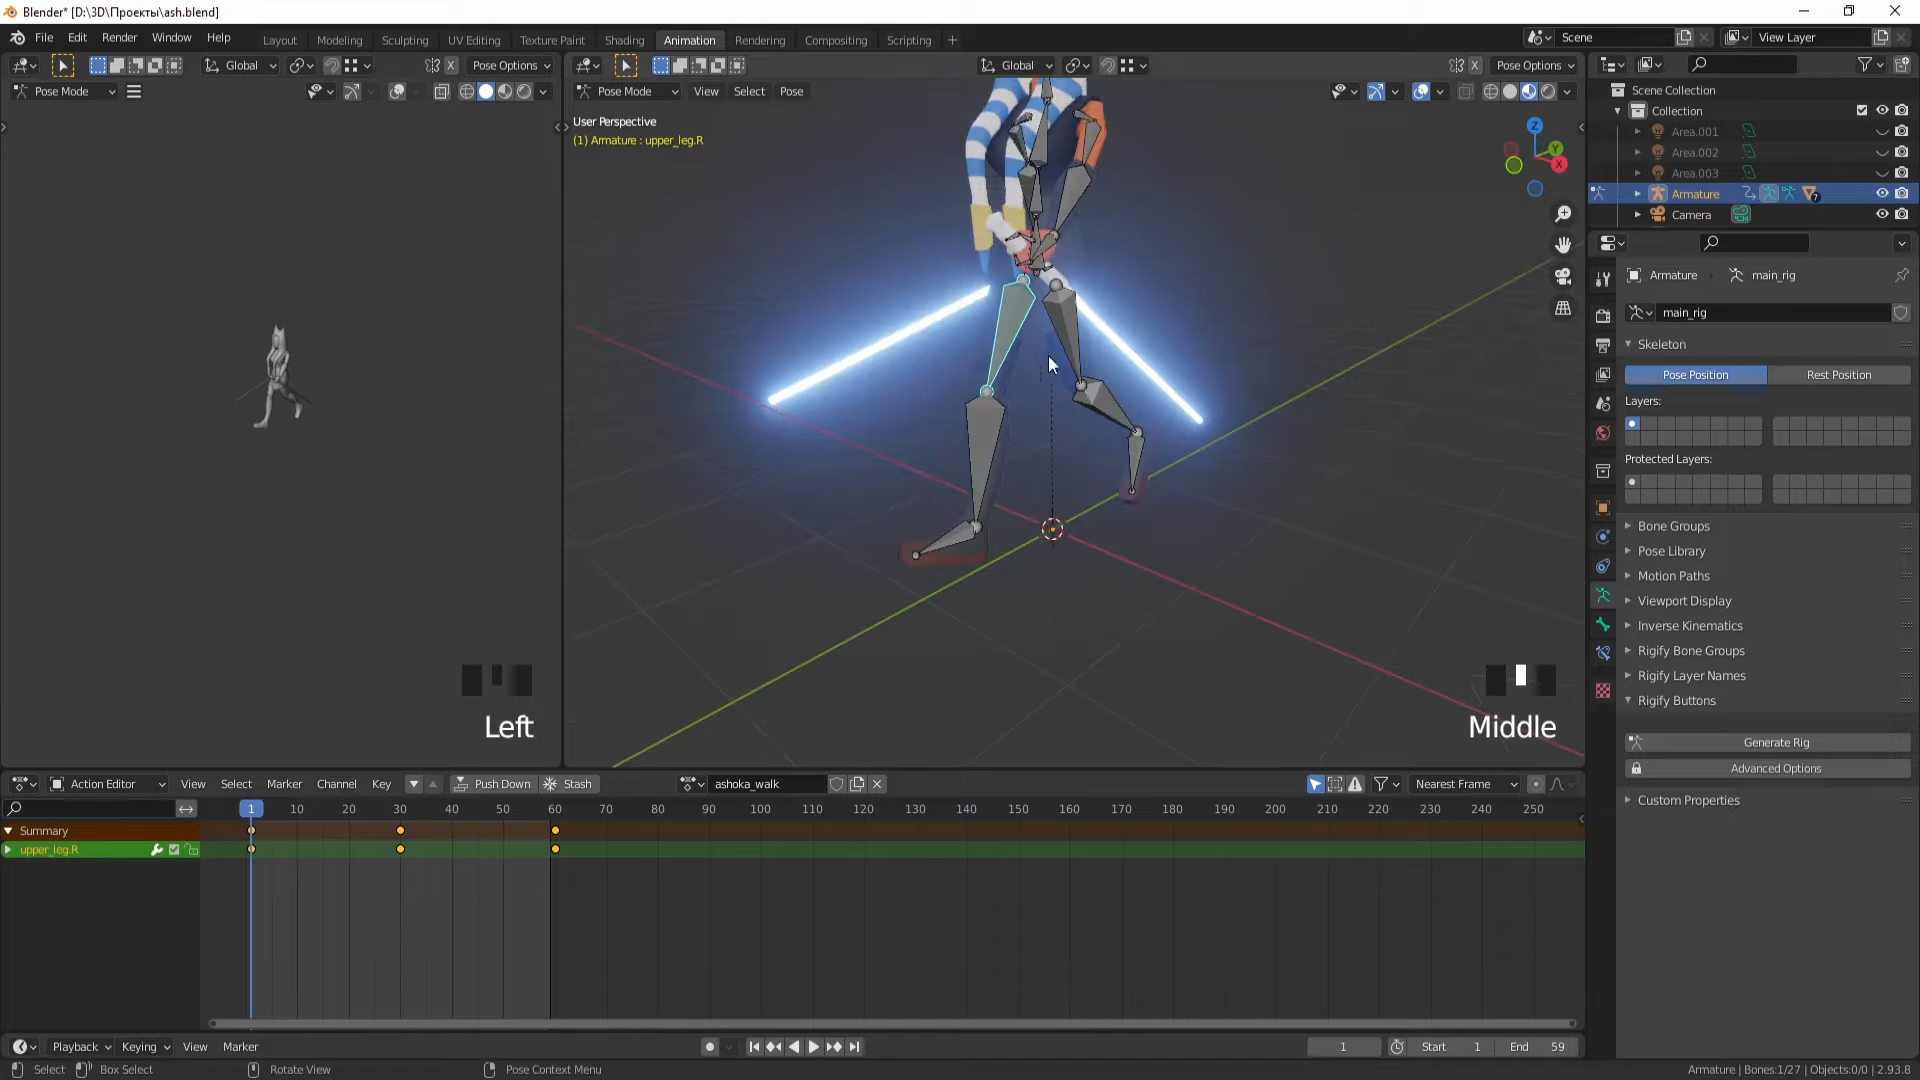 Blender* [D:\3D\Проекты\ash.blend]
File Edit Render Window Help Layout Modeling Sculpting UV Editing Texture Paint Shading Animation Rendering Compositing Scripting + Scene View Layer
Global Pose Options Global Pose Options
Pose Mode Pose Mode View Select Pose
Scene Collection
Collection
Area.001
Area.002
Area.003
Armature 7
Camera
User Perspective
(1) Armature : upper_leg.R
Z
Y
X
Armature main_rig
main_rig
Skeleton
Pose Position Rest Position
Layers:
Protected Layers:
Bone Groups
Pose Library
Motion Paths
Viewport Display
Inverse Kinematics
Rigify Bone Groups
Rigify Layer Names
Rigify Buttons
Generate Rig
Advanced Options
Custom Properties
Left
Middle
Action Editor View Select Marker Channel Key Push Down Stash ashoka_walk Nearest Frame
1 10 20 30 40 50 60 70 80 90 100 110 120 130 140 150 160 170 180 190 200 210 220 230 240 250
Summary
upper_leg.R
Playback Keying View Marker 1 Start 1 End 59
Select Box Select Rotate View Pose Context Menu Armature | Bones:1/27 | Objects:0/0 | 2.93.8